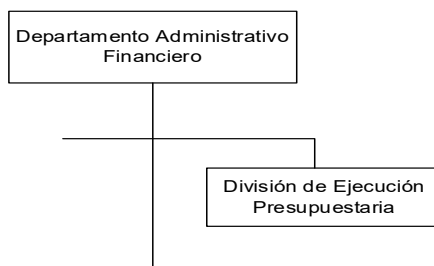 Departamento Administrativo
Financiero
División de Ejecución
Presupuestaria